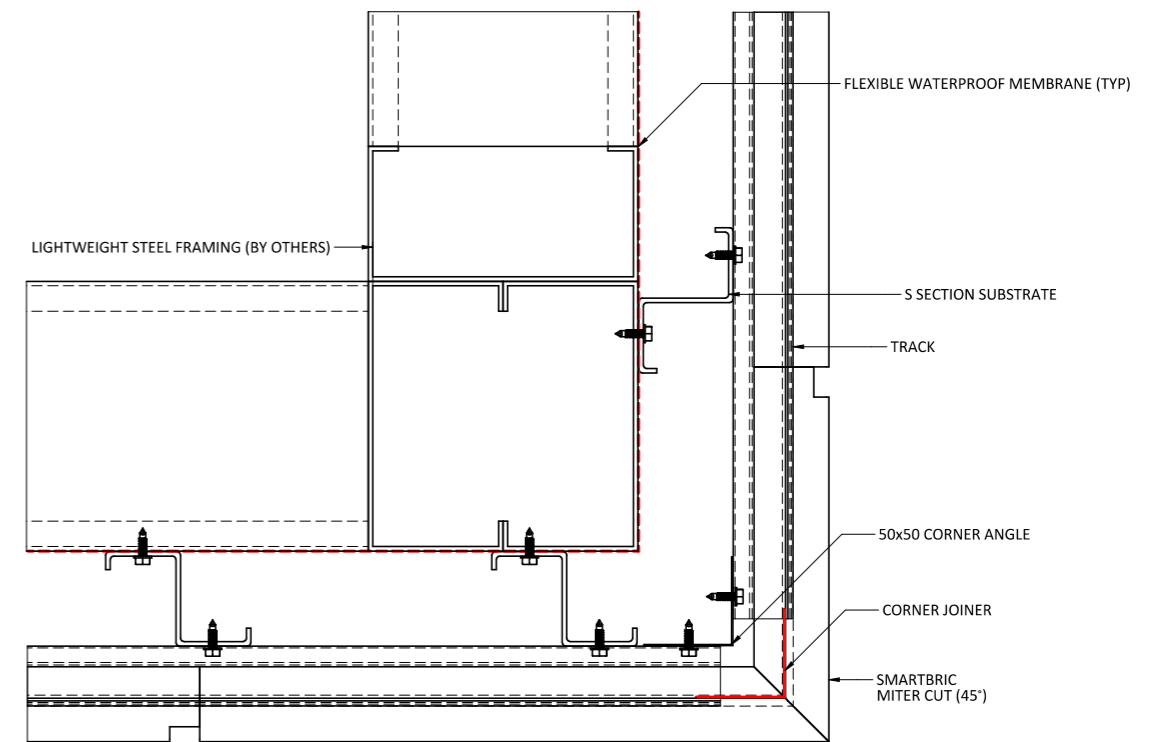 FLEXIBLE WATERPROOF MEMBRANE (TYP)
LIGHTWEIGHT STEEL FRAMING (BY OTHERS)
S SECTION SUBSTRATE
TRACK
50x50 CORNER ANGLE
CORNER JOINER
SMARTBRIC
MITER CUT (45°)